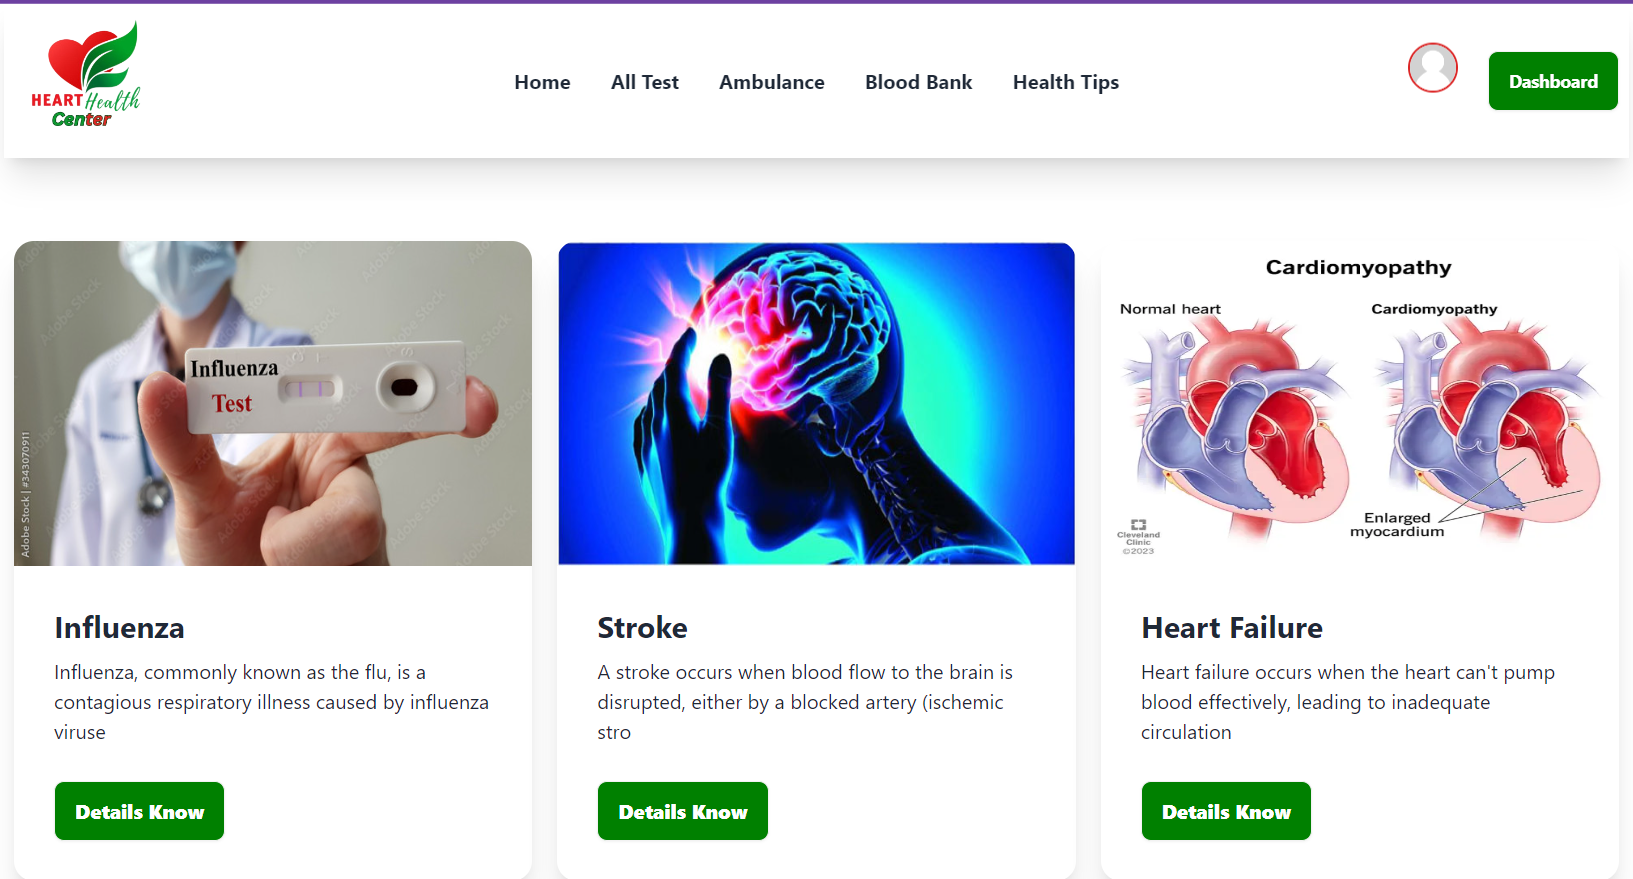 HEART Health
Center
Home
All Test
Ambulance
Blood Bank
Health Tips
Dashboard
Adobe Stock | #343070911
Influenza
Test
Cardiomyopathy
Normal heart
Cardiomyopathy
Enlarged
myocardium
Cleveland
Clinic
©2023
Influenza
Influenza, commonly known as the flu, is a
contagious respiratory illness caused by influenza
viruse
Details Know
Stroke
A stroke occurs when blood flow to the brain is
disrupted, either by a blocked artery (ischemic
stro
Details Know
Heart Failure
Heart failure occurs when the heart can't pump
blood effectively, leading to inadequate
circulation
Details Know